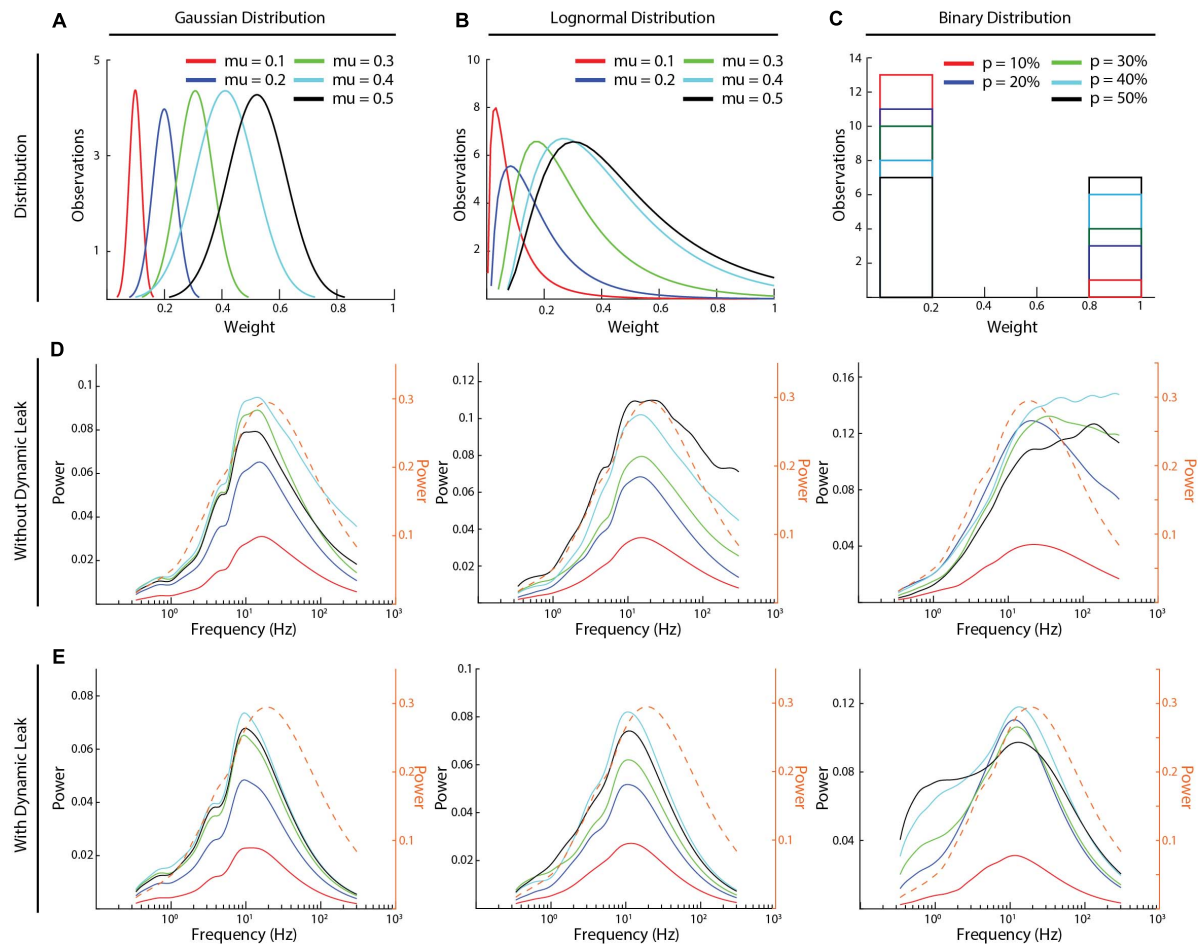 A Gaussian Distribution
B Lognormal Distribution
C Binary Distribution
Distribution
Observations
5
3
1
mu = 0.1
mu = 0.2
mu = 0.3
mu = 0.4
mu = 0.5
0.2 0.4 0.6 0.8 1
Weight
Observations
10
8
6
4
2
mu = 0.1
mu = 0.2
mu = 0.3
mu = 0.4
mu = 0.5
0.2 0.4 0.6 0.8 1
Weight
Observations
14
12
10
8
6
4
2
p = 10%
p = 20%
p = 30%
p = 40%
p = 50%
0.2 0.4 0.6 0.8 1
Weight
D
Without Dynamic Leak
Power
0.1
0.08
0.06
0.04
0.02
10⁰ 10¹ 10² 10³
Frequency (Hz)
0.3
0.2
0.1
Power
Power
0.12
0.1
0.08
0.06
0.04
0.02
10⁰ 10¹ 10² 10³
Frequency (Hz)
0.3
0.2
0.1
Power
Power
0.16
0.12
0.08
0.04
10⁰ 10¹ 10² 10³
Frequency (Hz)
0.3
0.2
0.1
Power
E
With Dynamic Leak
Power
0.08
0.06
0.04
0.02
10⁰ 10¹ 10² 10³
Frequency (Hz)
0.3
0.2
0.1
Power
Power
0.1
0.08
0.06
0.04
0.02
10⁰ 10¹ 10² 10³
Frequency (Hz)
0.3
0.2
0.1
Power
Power
0.12
0.08
0.04
10⁰ 10¹ 10² 10³
Frequency (Hz)
0.3
0.2
0.1
Power